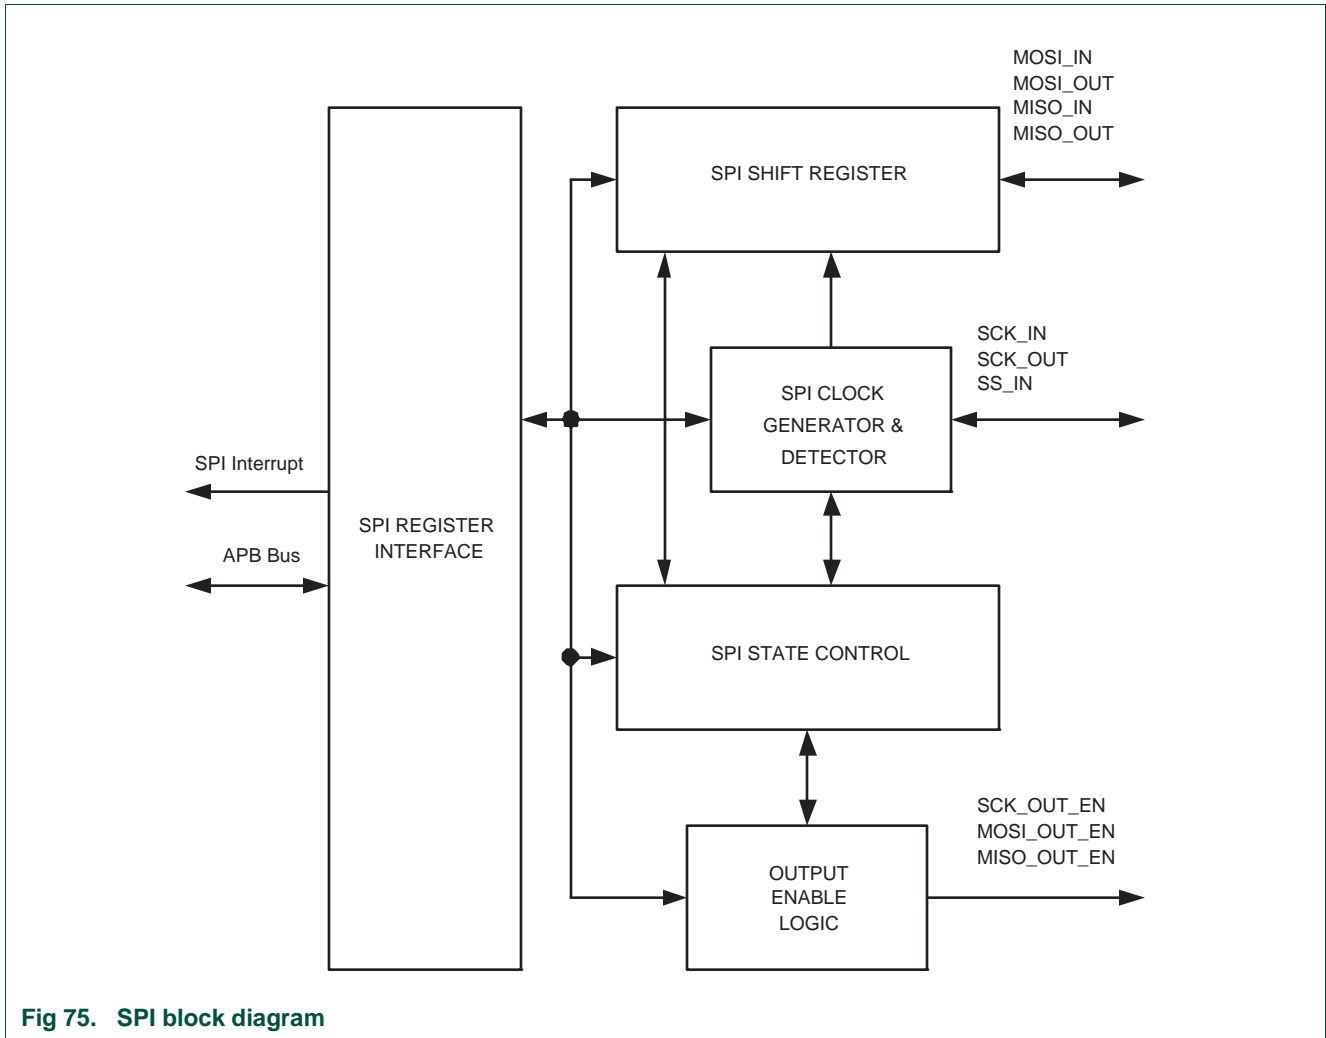 MOSI_IN
MOSI_OUT
MISO_IN
MISO_OUT
SPI SHIFT REGISTER
SCK_IN
SCK_OUT
SS_IN
SPI CLOCK
GENERATOR &
DETECTOR
SPI Interrupt
APB Bus
SPI REGISTER
INTERFACE
SPI STATE CONTROL
SCK_OUT_EN
MOSI_OUT_EN
MISO_OUT_EN
OUTPUT
ENABLE
LOGIC
Fig 75. SPI block diagram